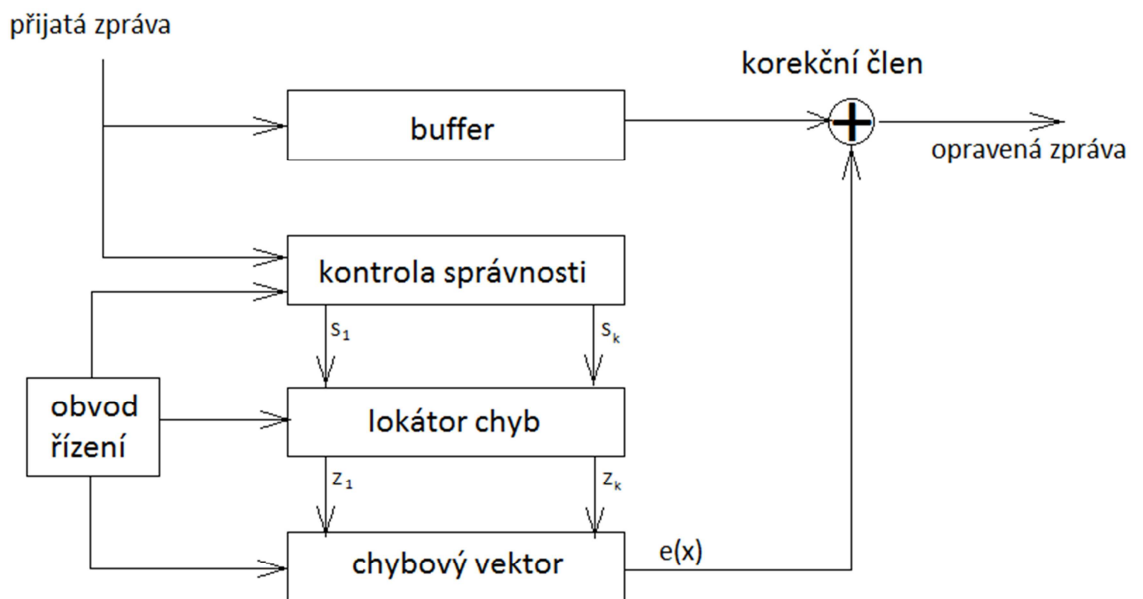 přijatá zpráva
korekční člen
buffer
opravená zpráva
kontrola správnosti
s1
sk
obvod
řízení
lokátor chyb
z1
zk
chybový vektor
e(x)